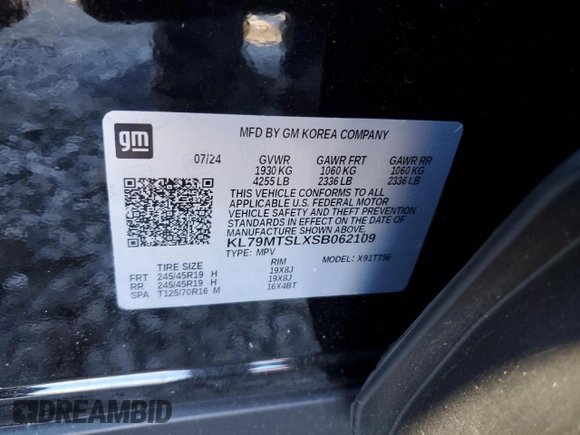 gm
MFD BY GM KOREA COMPANY
07/24 GVWR GAWR FRT GAWR RR
1930 KG 1060 KG 1060 KG
4255 LB 2336 LB 2336 LB
THIS VEHICLE CONFORMS TO ALL
APPLICABLE U.S. FEDERAL MOTOR
VEHICLE SAFETY AND THEFT PREVENTION
STANDARDS IN EFFECT ON THE DATE
OF MANUFACTURE SHOWN ABOVE.
KL79MTSLXSB062109
TYPE: MPV MODEL: X91TT56
TIRE SIZE RIM
FRT 245/45R19 H 19X8J
RR 245/45R19 H 19X8J
SPA T125/70R16 M 16X4BT
DREAMBID